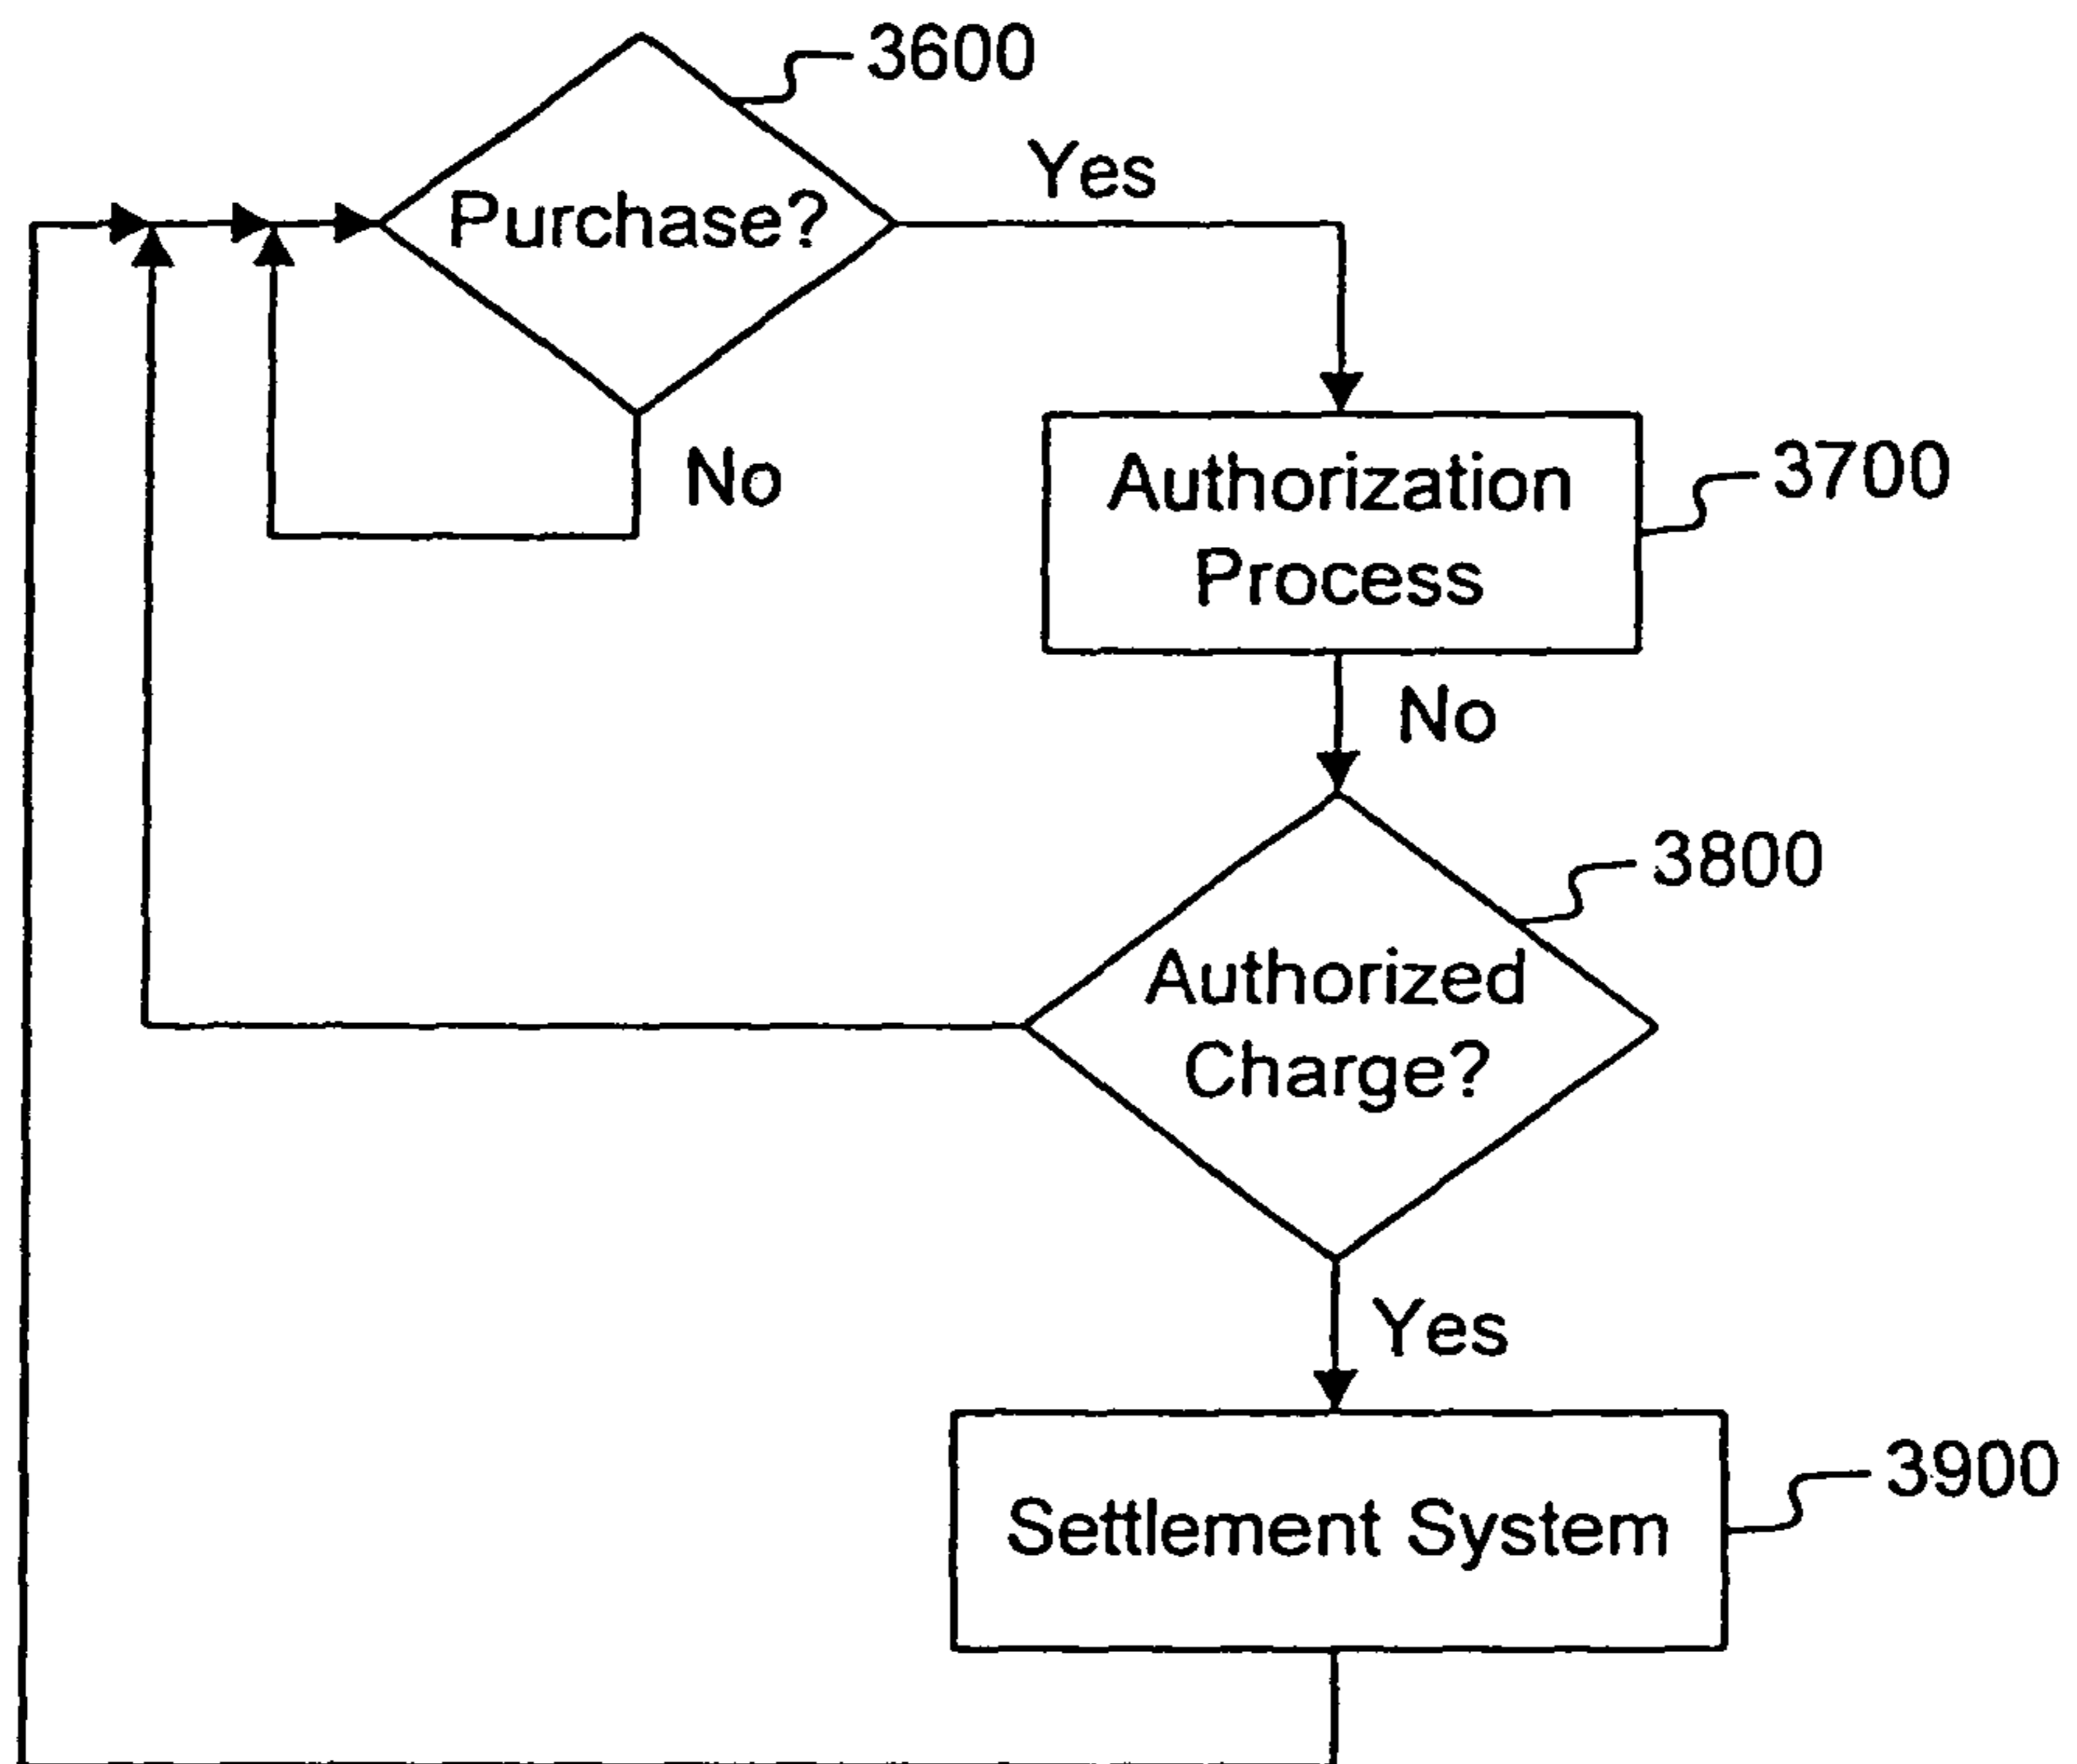 3600
Yes
Purchase?
No
Authorization
Process
3700
No
3800
Authorized
Charge?
Yes
3900
Settlement System